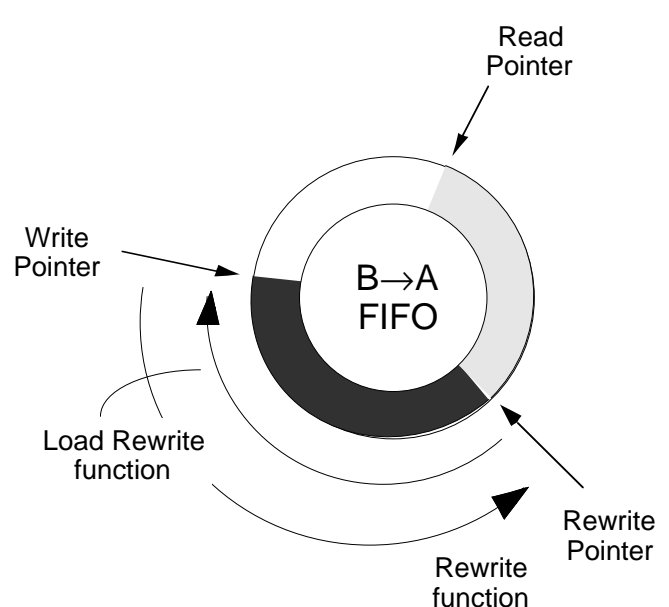 Read
Pointer
Write
Pointer
B→A
FIFO
Load Rewrite
function
Rewrite
Pointer
Rewrite
function